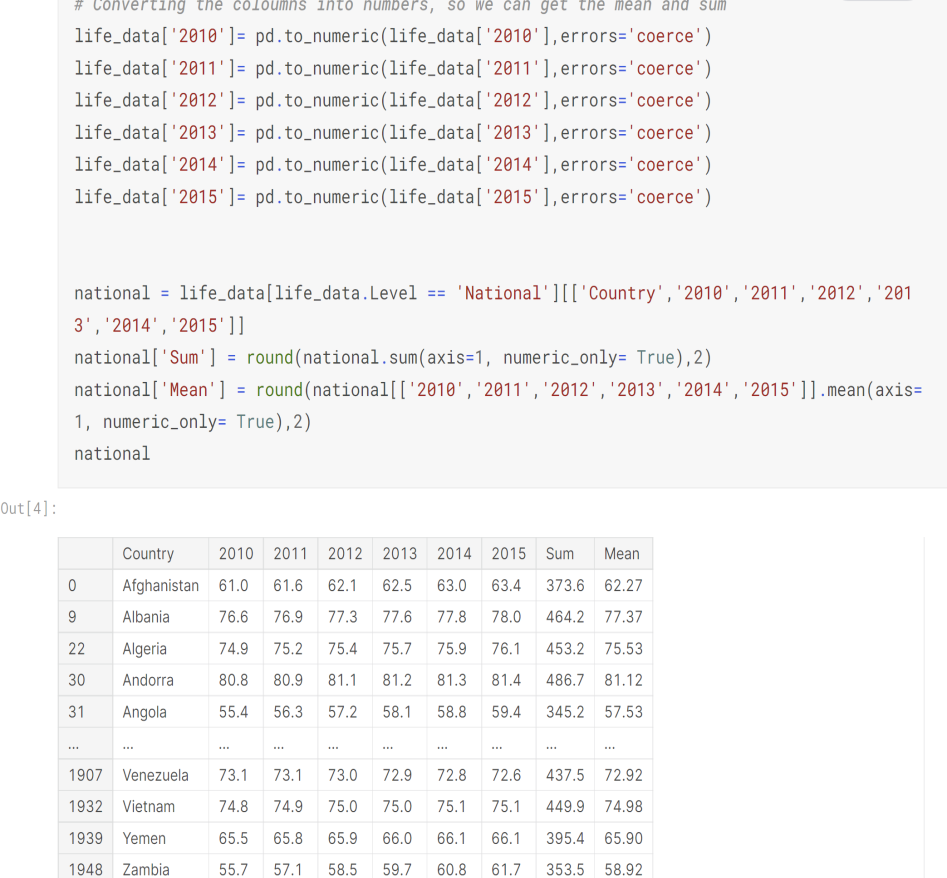 # Converting the coloumns into numbers, so we can get the mean and sum
life_data['2010']= pd.to_numeric(life_data['2010'],errors='coerce')
life_data['2011']= pd.to_numeric(life_data['2011'],errors='coerce')
life_data['2012']= pd.to_numeric(life_data['2012'],errors='coerce')
life_data['2013']= pd.to_numeric(life_data['2013'],errors='coerce')
life_data['2014']= pd.to_numeric(life_data['2014'],errors='coerce')
life_data['2015']= pd.to_numeric(life_data['2015'],errors='coerce')
national = life_data[life_data.Level == 'National'][['Country','2010','2011','2012','201
3','2014','2015']]
national['Sum'] = round(national.sum(axis=1, numeric_only= True),2)
national['Mean'] = round(national[['2010','2011','2012','2013','2014','2015']].mean(axis=
1, numeric_only= True),2)
national
Out[4]:
Country 2010 2011 2012 2013 2014 2015 Sum Mean
0 Afghanistan 61.0 61.6 62.1 62.5 63.0 63.4 373.6 62.27
9 Albania 76.6 76.9 77.3 77.6 77.8 78.0 464.2 77.37
22 Algeria 74.9 75.2 75.4 75.7 75.9 76.1 453.2 75.53
30 Andorra 80.8 80.9 81.1 81.2 81.3 81.4 486.7 81.12
31 Angola 55.4 56.3 57.2 58.1 58.8 59.4 345.2 57.53
... ... ... ... ... ... ... ... ... ...
1907 Venezuela 73.1 73.1 73.0 72.9 72.8 72.6 437.5 72.92
1932 Vietnam 74.8 74.9 75.0 75.0 75.1 75.1 449.9 74.98
1939 Yemen 65.5 65.8 65.9 66.0 66.1 66.1 395.4 65.90
1948 Zambia 55.7 57.1 58.5 59.7 60.8 61.7 353.5 58.92